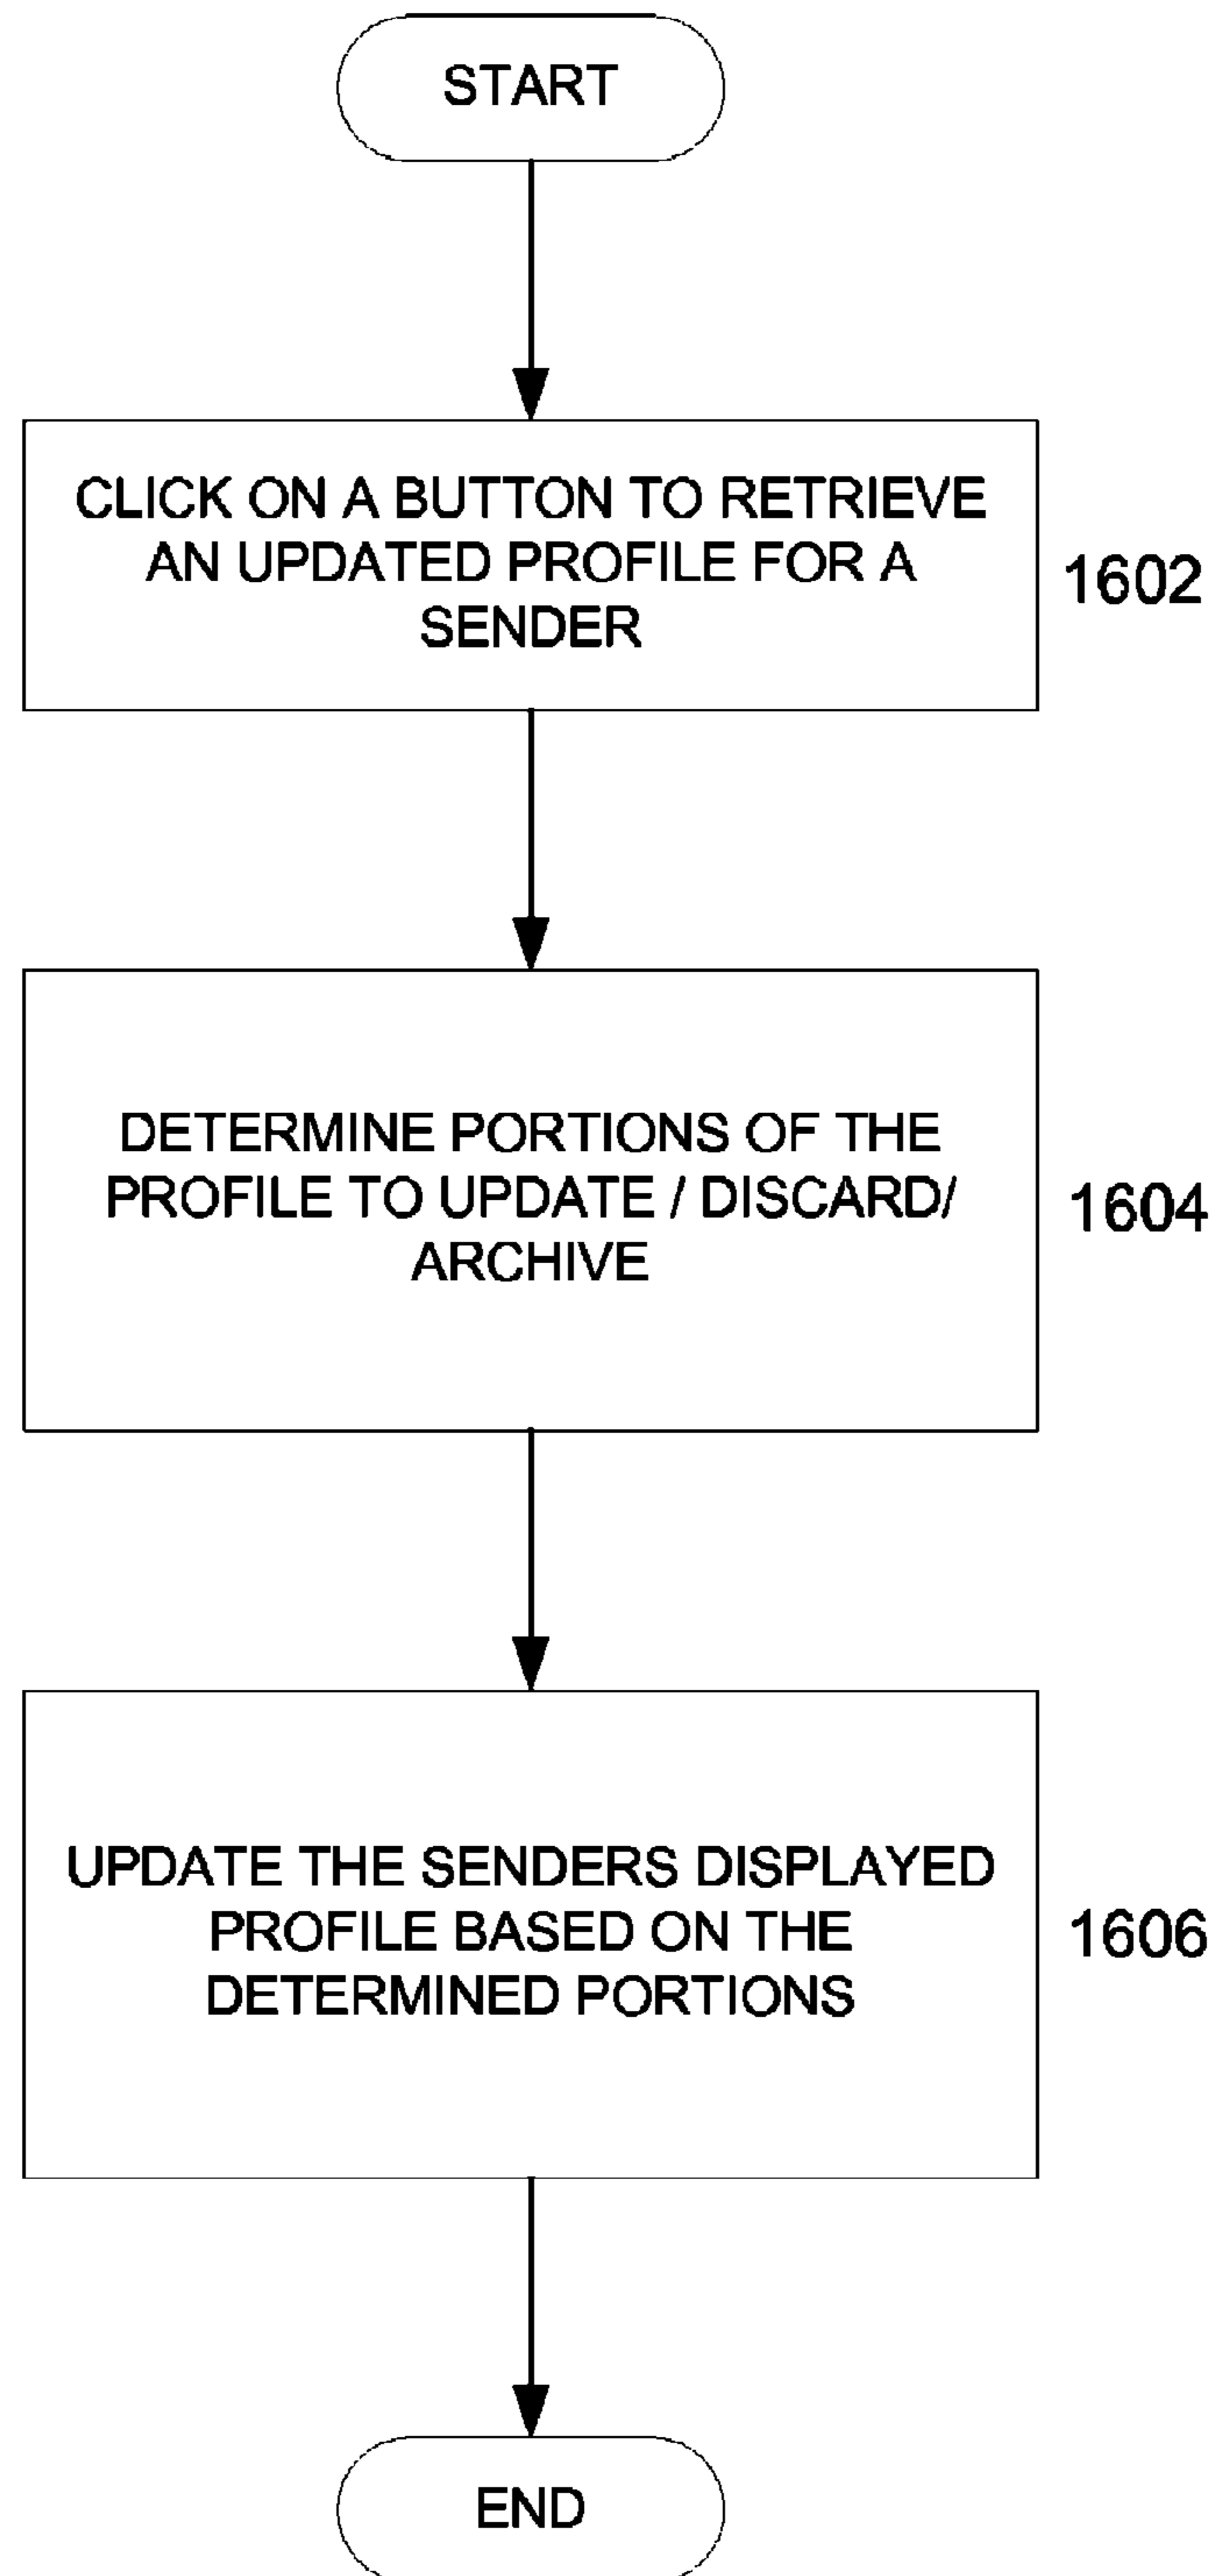 START
CLICK ON A BUTTON TO RETRIEVE
AN UPDATED PROFILE FOR A
SENDER
1602
DETERMINE PORTIONS OF THE
PROFILE TO UPDATE / DISCARD/
ARCHIVE
1604
UPDATE THE SENDERS DISPLAYED
PROFILE BASED ON THE
DETERMINED PORTIONS
1606
END